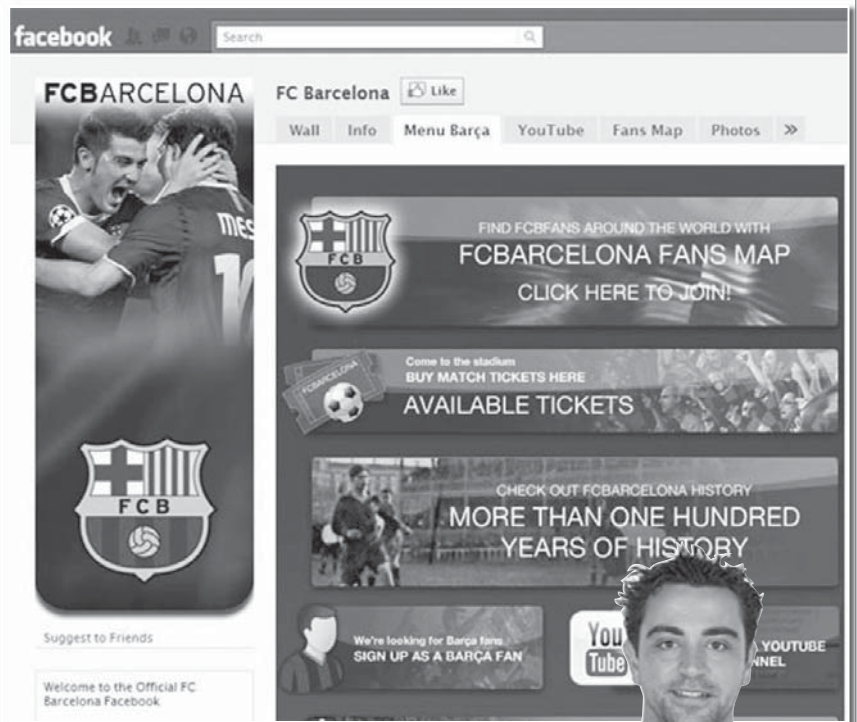 facebook
Search
FCBARCELONA
FC Barcelona
Like
Wall Info Menu Barça YouTube Fans Map Photos »
MES
FIND FCBFANS AROUND THE WORLD WITH
FCBARCELONA FANS MAP
CLICK HERE TO JOIN!
FCB
FCBARCELONA
Come to the stadium
BUY MATCH TICKETS HERE
AVAILABLE TICKETS
FCB
CHECK OUT FCBARCELONA HISTORY
MORE THAN ONE HUNDRED
YEARS OF HISTORY
We're looking for Barça fans
SIGN UP AS A BARÇA FAN
You
Tube
YOUTUBE
NNEL
Suggest to Friends
Welcome to the Official FC
Barcelona Facebook